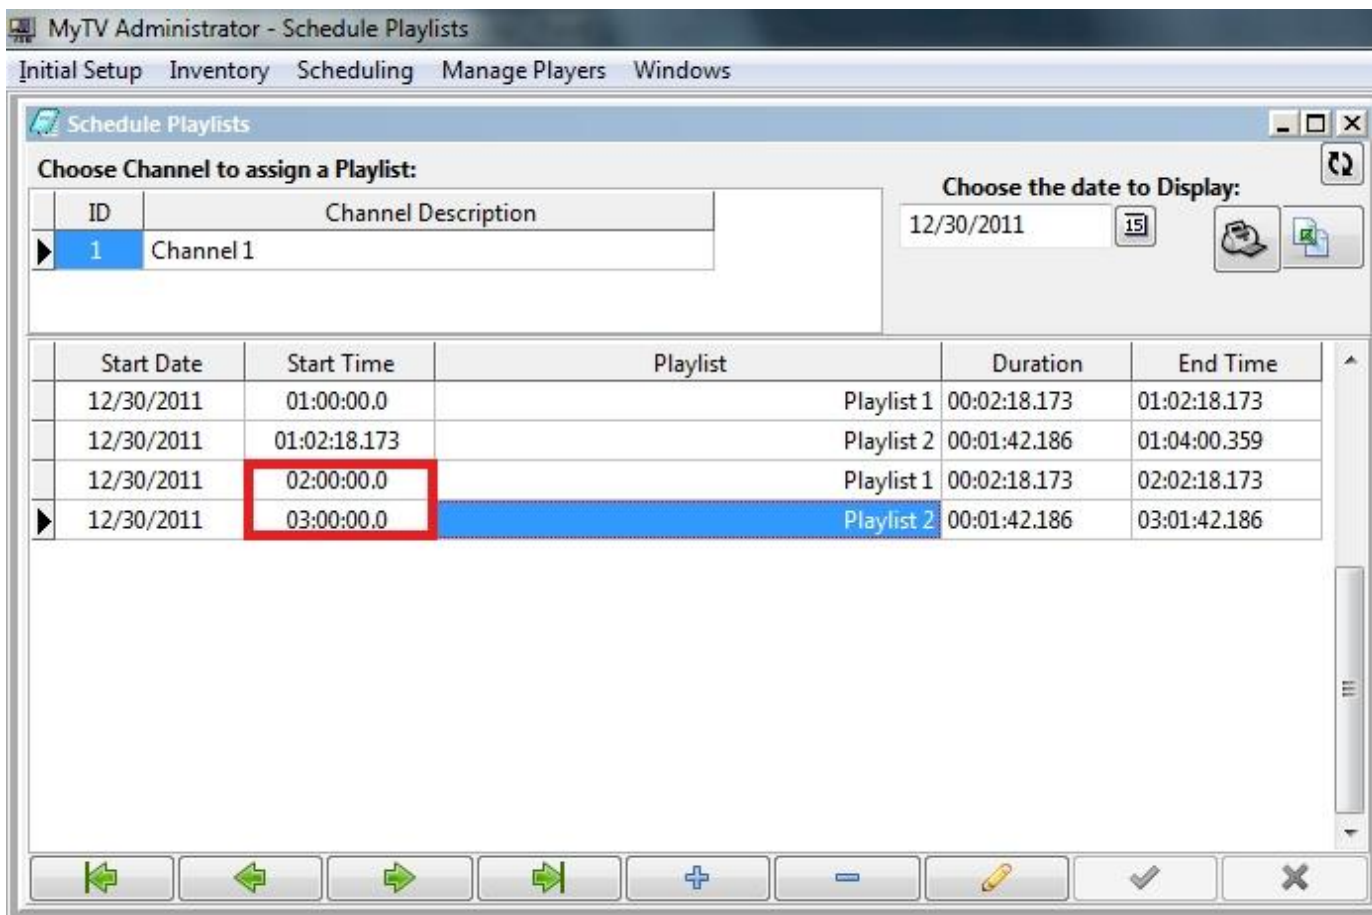 MyTV Administrator - Schedule Playlists
Initial Setup Inventory Scheduling Manage Players Windows
Schedule Playlists
Choose Channel to assign a Playlist:
Choose the date to Display:
ID Channel Description
12/30/2011 15
1 Channel 1
Start Date Start Time Playlist Duration End Time
12/30/2011 01:00:00.0 Playlist 1 00:02:18.173 01:02:18.173
12/30/2011 01:02:18.173 Playlist 2 00:01:42.186 01:04:00.359
12/30/2011 02:00:00.0 Playlist 1 00:02:18.173 02:02:18.173
12/30/2011 03:00:00.0 Playlist 2 00:01:42.186 03:01:42.186